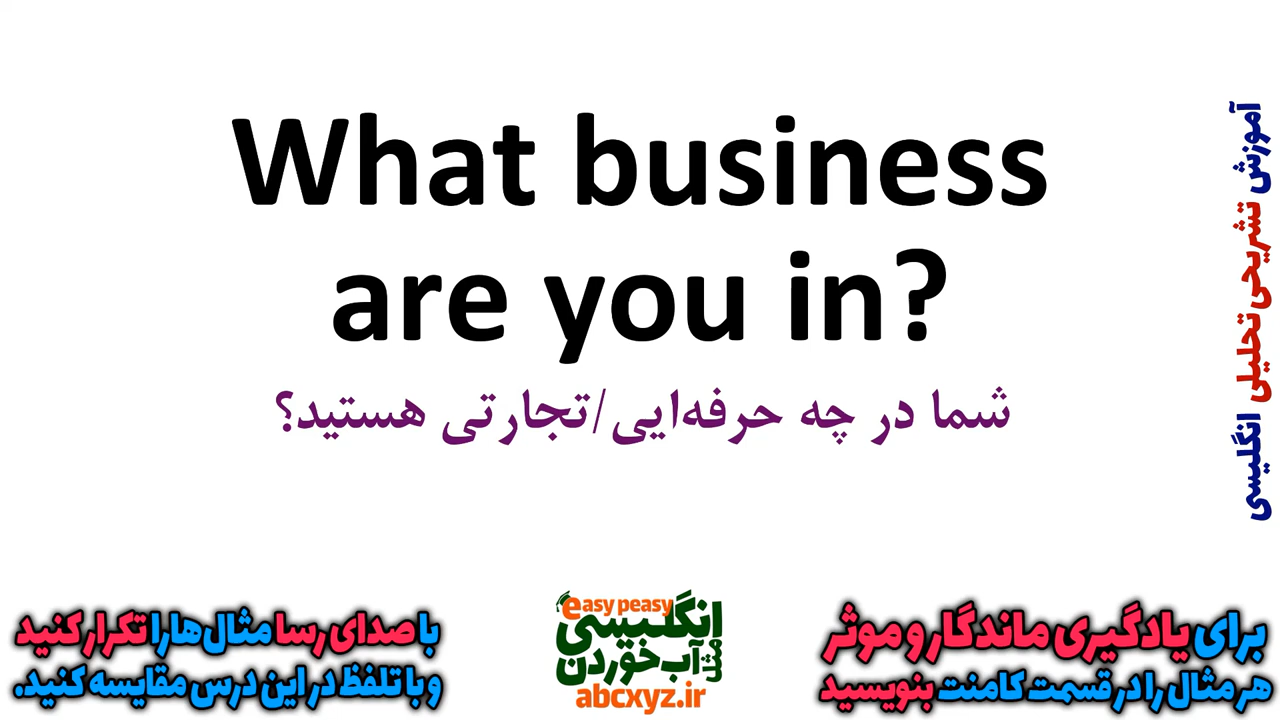 What business
are you in?
شما در چه حرفه‌ایی/تجارتی هستید؟
آموزش تشریحی تحلیلی انگلیسی
با صدای رسا مثال‌ها را تکرار کنید
و با تلفظ در این درس مقایسه کنید.
easy peasy
انگلیسی
مثل آب خوردن
abcxyz.ir
برای یادگیری ماندگار و موثر
هر مثال را در قسمت کامنت بنویسید